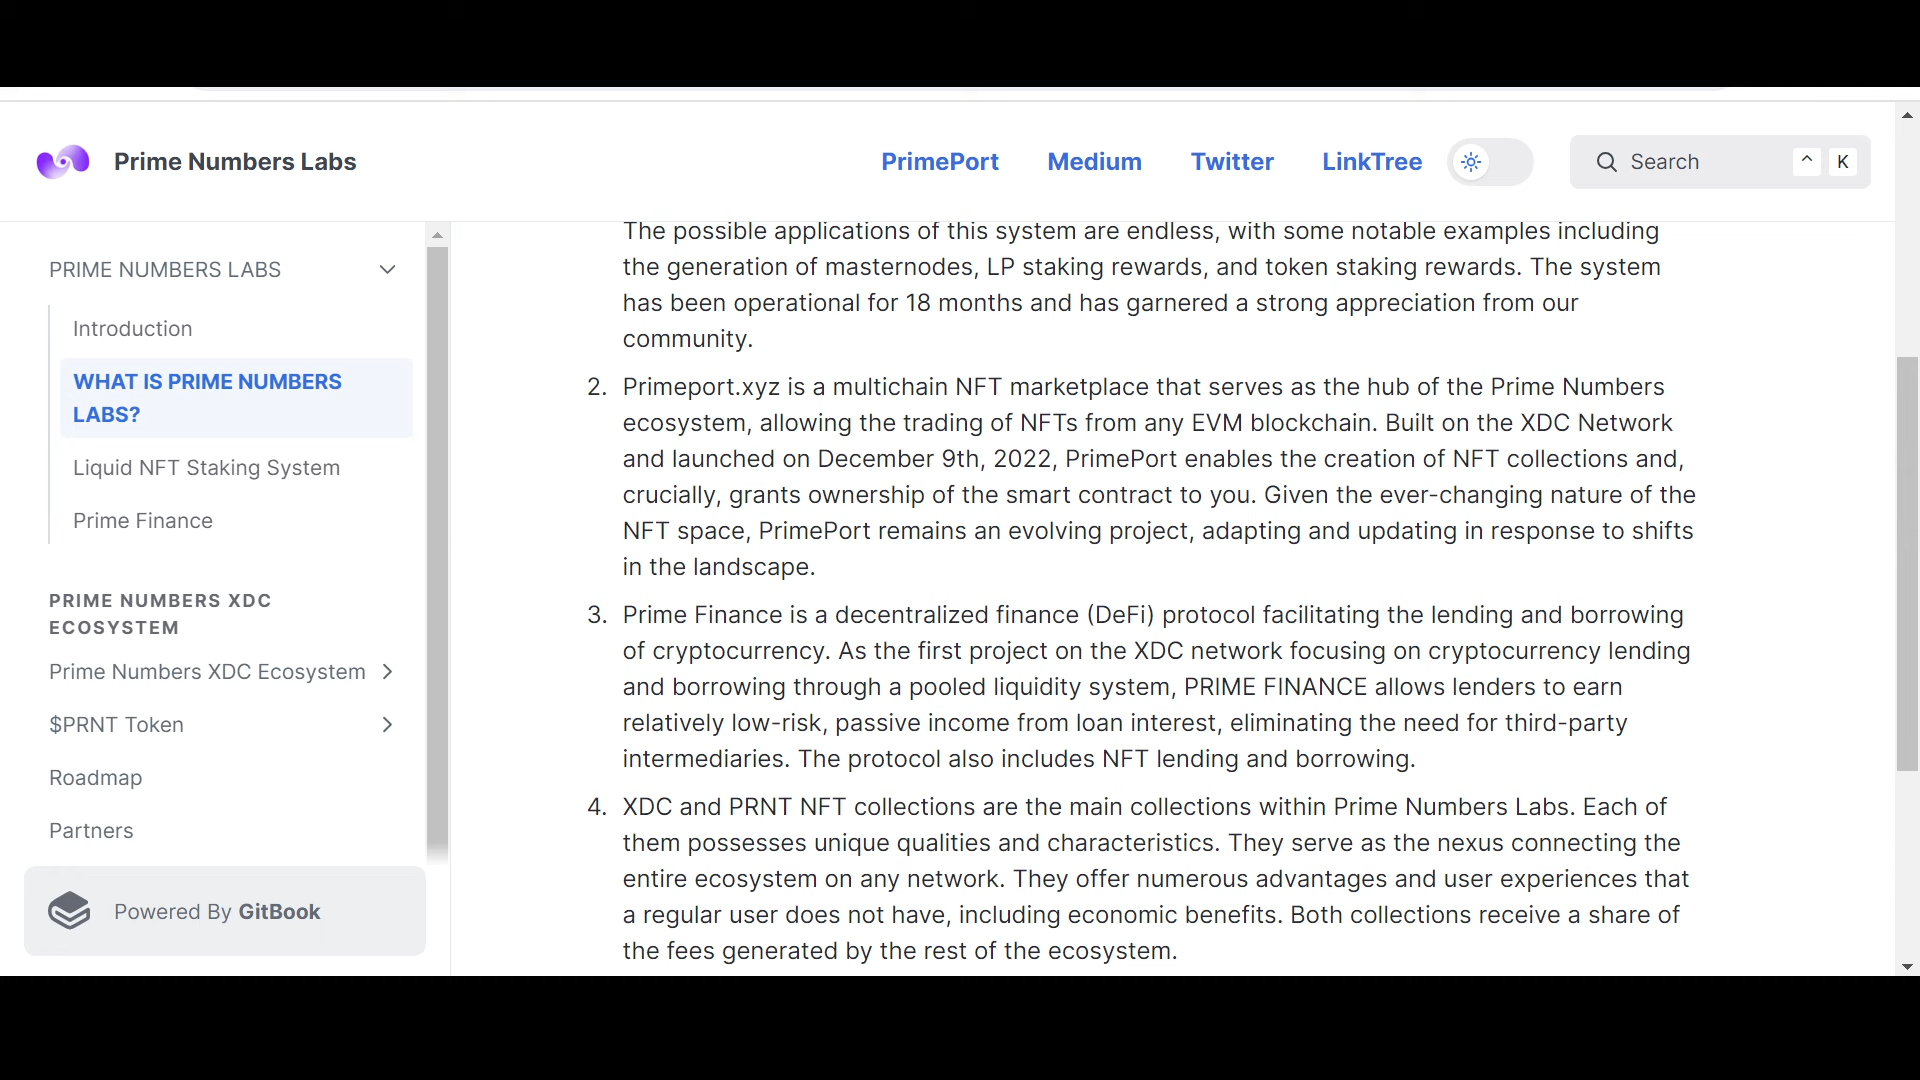 Prime Numbers Labs
PrimePort
Medium
Twitter
LinkTree
Search
^
K
PRIME NUMBERS LABS
Introduction
WHAT IS PRIME NUMBERS
LABS?
Liquid NFT Staking System
Prime Finance
PRIME NUMBERS XDC
ECOSYSTEM
Prime Numbers XDC Ecosystem
$PRNT Token
Roadmap
Partners
Powered By GitBook
The possible applications of this system are endless, with some notable examples including
the generation of masternodes, LP staking rewards, and token staking rewards. The system
has been operational for 18 months and has garnered a strong appreciation from our
community.
2. Primeport.xyz is a multichain NFT marketplace that serves as the hub of the Prime Numbers
ecosystem, allowing the trading of NFTs from any EVM blockchain. Built on the XDC Network
and launched on December 9th, 2022, PrimePort enables the creation of NFT collections and,
crucially, grants ownership of the smart contract to you. Given the ever-changing nature of the
NFT space, PrimePort remains an evolving project, adapting and updating in response to shifts
in the landscape.
3. Prime Finance is a decentralized finance (DeFi) protocol facilitating the lending and borrowing
of cryptocurrency. As the first project on the XDC network focusing on cryptocurrency lending
and borrowing through a pooled liquidity system, PRIME FINANCE allows lenders to earn
relatively low-risk, passive income from loan interest, eliminating the need for third-party
intermediaries. The protocol also includes NFT lending and borrowing.
4. XDC and PRNT NFT collections are the main collections within Prime Numbers Labs. Each of
them possesses unique qualities and characteristics. They serve as the nexus connecting the
entire ecosystem on any network. They offer numerous advantages and user experiences that
a regular user does not have, including economic benefits. Both collections receive a share of
the fees generated by the rest of the ecosystem.